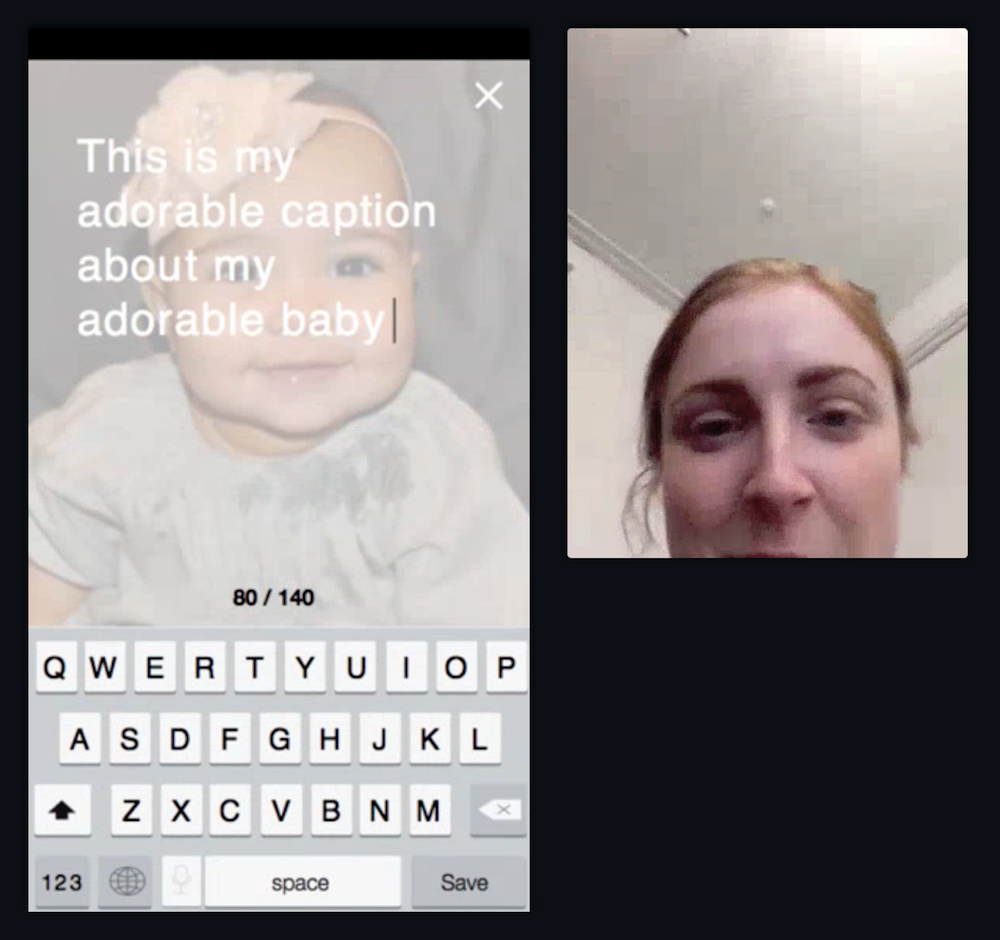 This is my
adorable caption
about my
adorable baby
80 / 140
Q W E R T Y U I O P
A S D F G H J K L
Z X C V B N M
123 space Save